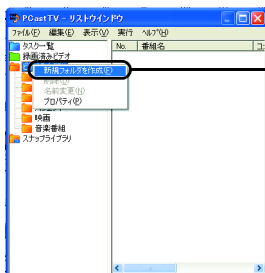 PCastTV - リストウインドウ
ファイル(F) 編集(E) 表示(V) 実行 ヘルプ(H)
タスク一覧
No. 番組名
録画済みビデオ
新規フォルダを作成(F)
削除(D)
名前変更(N)
プロパティ(P)
映画
音楽番組
スナップライブラリ